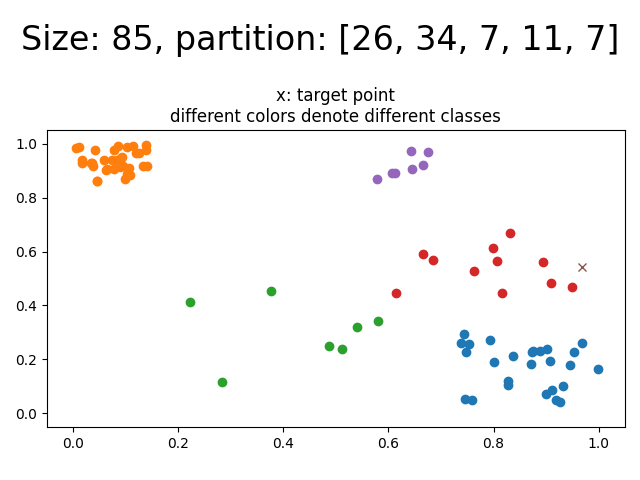 Size: 85, partition: [26, 34, 7, 11, 7]
x: target point
different colors denote different classes
1.0
0.8
0.6
0.4
0.2
0.0
0.0 0.2 0.4 0.6 0.8 1.0